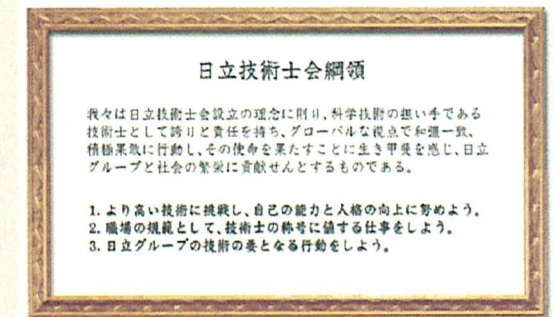 日立技術士会綱領
我々は日立技術士会設立の理念に則り、科学技術の担い手である
技術士として誇りと責任を持ち、グローバルな視点で和衷一致、
積極果敢に行動し、その使命を果たすことに生き甲斐を感じ、日立
グループと社会の繁栄に貢献せんとするものである。
1. より高い技術に挑戦し、自己の能力と人格の向上に努めよう。
2. 職場の規範として、技術士の称号に値する仕事をしよう。
3. 日立グループの技術の要となる行動をしよう。